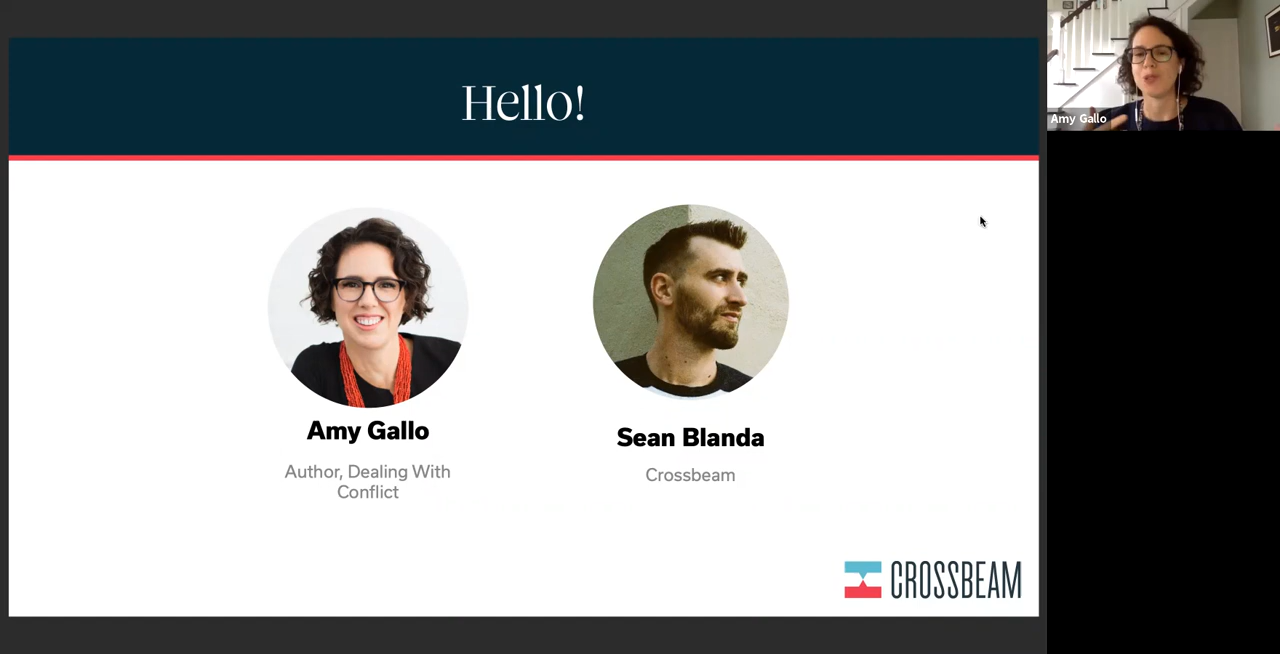 Hello!
Amy Gallo
Amy Gallo
Author, Dealing With
Conflict
Sean Blanda
Crossbeam
CROSSBEAM